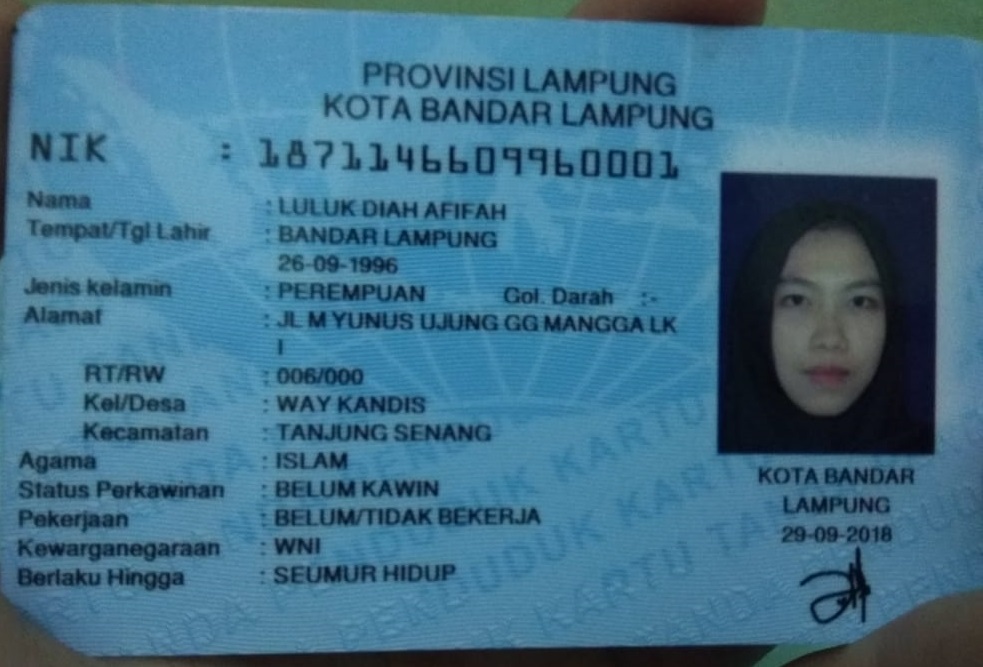 PROVINSI LAMPUNG
KOTA BANDAR LAMPUNG
NIK : 1871146609960001
Nama : LULUK DIAH AFIFAH
Tempat/Tgl Lahir : BANDAR LAMPUNG
26-09-1996
Jenis kelamin : PEREMPUAN Gol. Darah :-
Alamat : JL M YUNUS UJUNG GG MANGGA LK
I
RT/RW : 006/000
Kel/Desa : WAY KANDIS
Kecamatan : TANJUNG SENANG
Agama : ISLAM
Status Perkawinan : BELUM KAWIN
Pekerjaan : BELUM/TIDAK BEKERJA
Kewarganegaraan : WNI
Berlaku Hingga : SEUMUR HIDUP
KOTA BANDAR
LAMPUNG
29-09-2018